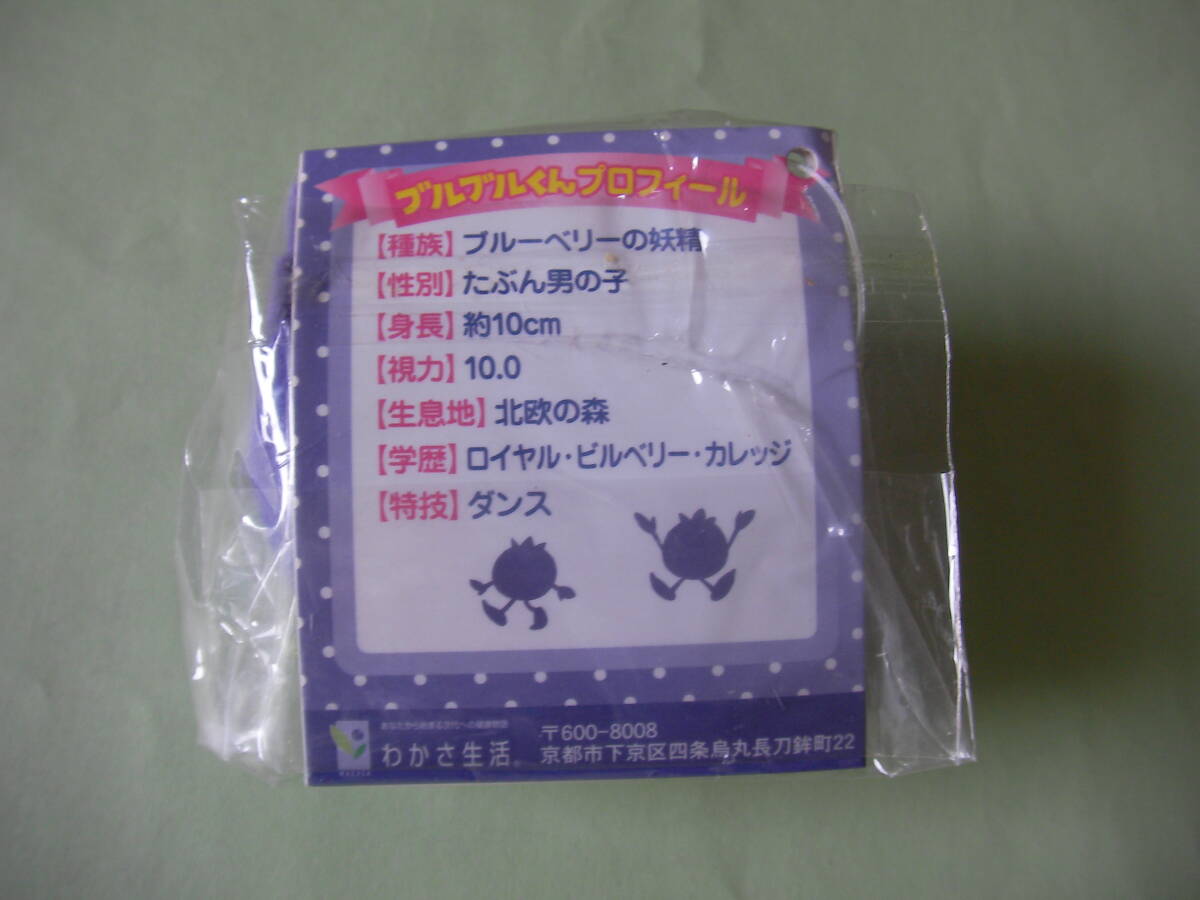 ブルブルくんプロフィール
【種族】ブルーベリーの妖精
【性別】たぶん男の子
【身長】約10cm
【視力】10.0
【生息地】北欧の森
【学歴】ロイヤル・ビルベリー・カレッジ
【特技】ダンス
わかさ生活®
〒600-8008
京都市下京区四条烏丸長刀鉾町22